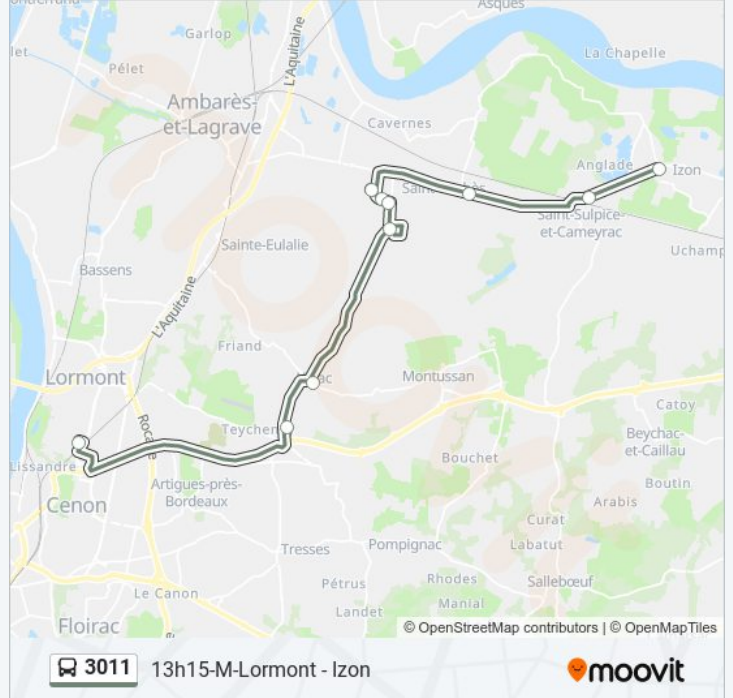 Asques
Garlop
La Chapelle
L'Aquitaine
Pélet
Ambarès-
et-Lagrave
Cavernes
Anglade
Izon
Saint-Sulpice-
et-Cameyrac
Sainte-Eulalie
Uchamp
Bassens
L'Aquitaine
Friand
Lormont
Montussan
Catoy
Rocade
Teychen
Beychac-
et-Caillau
Lissandre
Bouchet
Artigues-près-
Bordeaux
Boutin
Cenon
Arabis
Curat
Labatut
Pompignac
Tresses
Rhodes
Sallebœuf
Pétrus
Le Canon
Manial
Landet
Floirac
© OpenStreetMap contributors | © OpenMapTiles
3011 13h15-M-Lormont - Izon
moovit